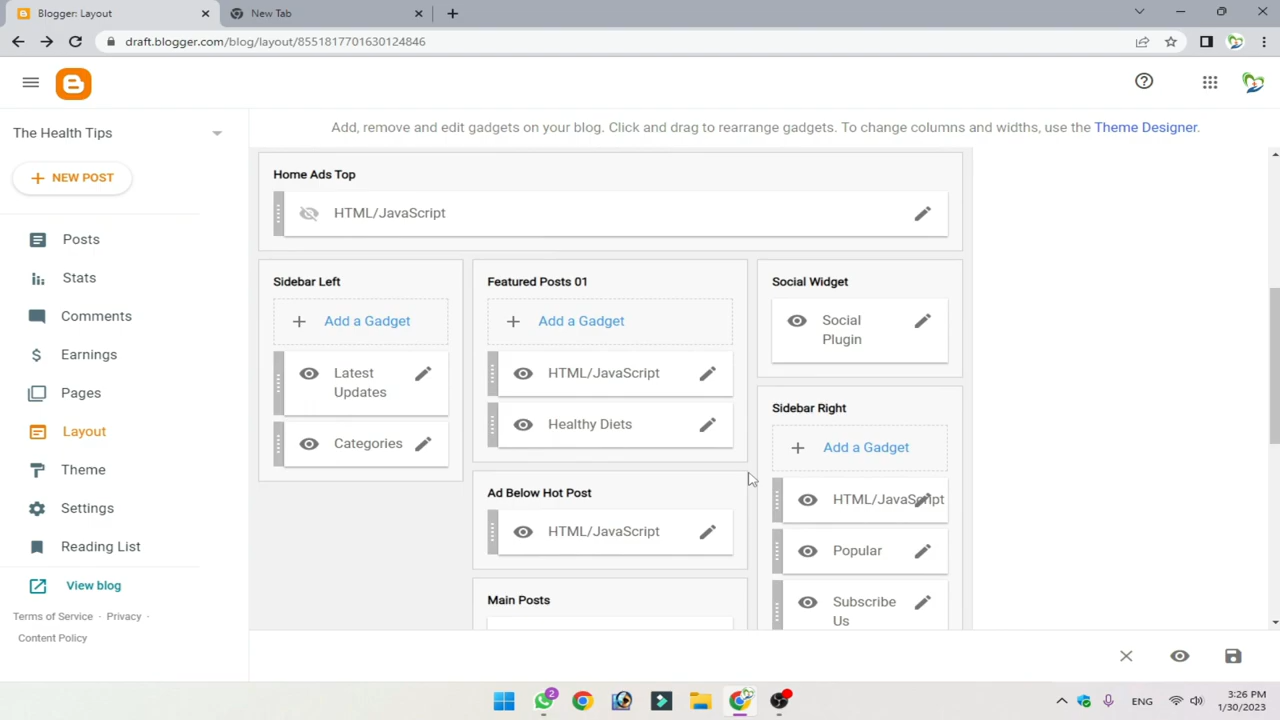 Blogger: Layout
New Tab
draft.blogger.com/blog/layout/8551817701630124846
The Health Tips
Add, remove and edit gadgets on your blog. Click and drag to rearrange gadgets. To change columns and widths, use the Theme Designer.
NEW POST
Posts
Stats
Comments
Earnings
Pages
Layout
Theme
Settings
Reading List
View blog
Terms of Service · Privacy ·
Content Policy
Home Ads Top
HTML/JavaScript
Sidebar Left
Add a Gadget
Latest
Updates
Categories
Featured Posts 01
Add a Gadget
HTML/JavaScript
Healthy Diets
Ad Below Hot Post
HTML/JavaScript
Main Posts
Social Widget
Social
Plugin
Sidebar Right
Add a Gadget
HTML/JavaScript
Popular
Subscribe
Us
2
ENG
3:26 PM
1/30/2023